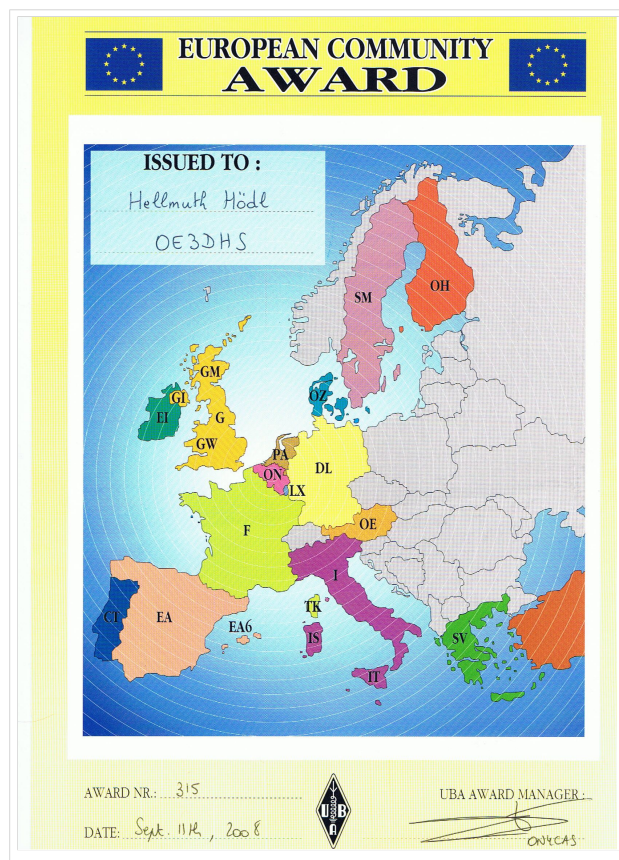 EUROPEAN COMMUNITY
AWARD
ISSUED TO :
Hellmuth Hödl
OE3DHS
SM
OH
GM
GI
EI
G
GW
OZ
PA
ON
DL
LX
OE
F
I
CT
EA
EA6
TK
IS
IT
SV
AWARD NR.: 315
UBA AWARD MANAGER :
DATE: Sept. 11th, 2008
UBA
ON4CAS